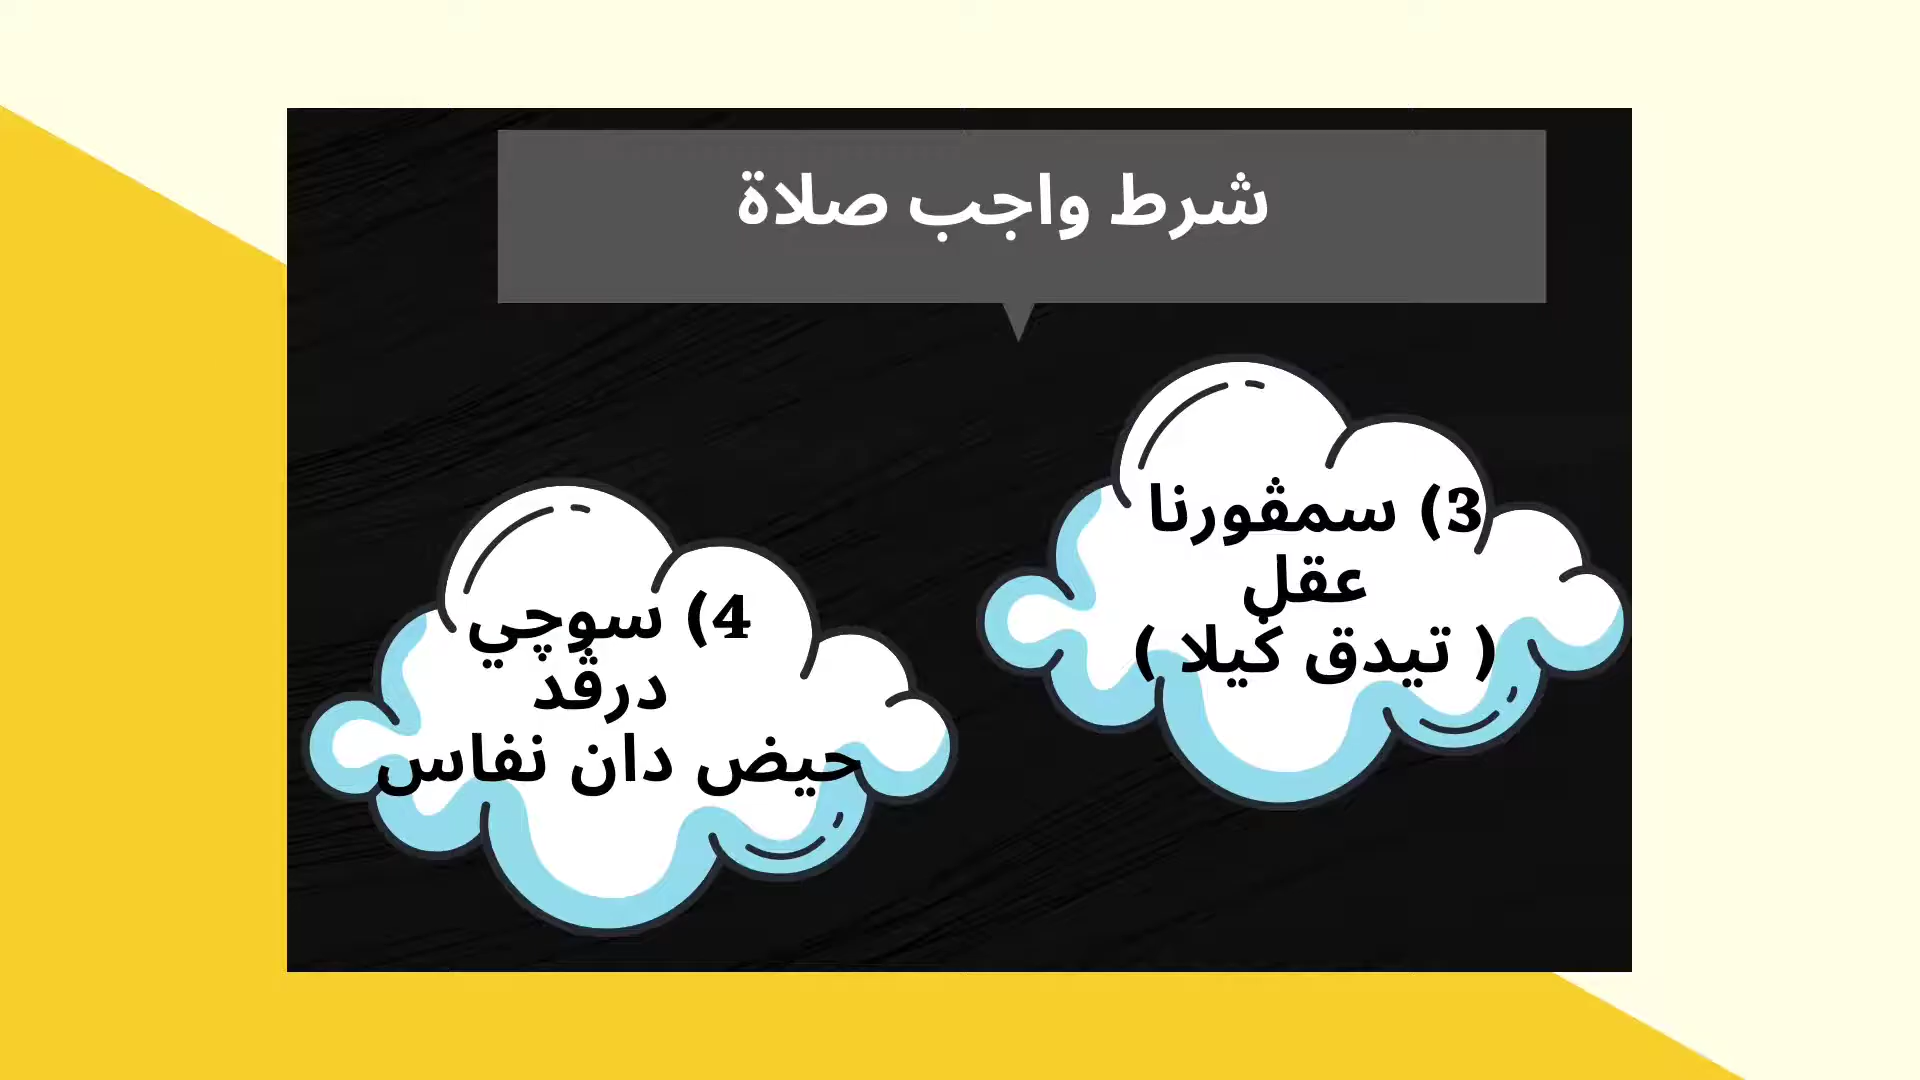 شرط واجب صلاة
3) سمڤورنا
عقل
( تيدق ݢيلا )
4) سوچي
درڤد
حيض دان نفاس